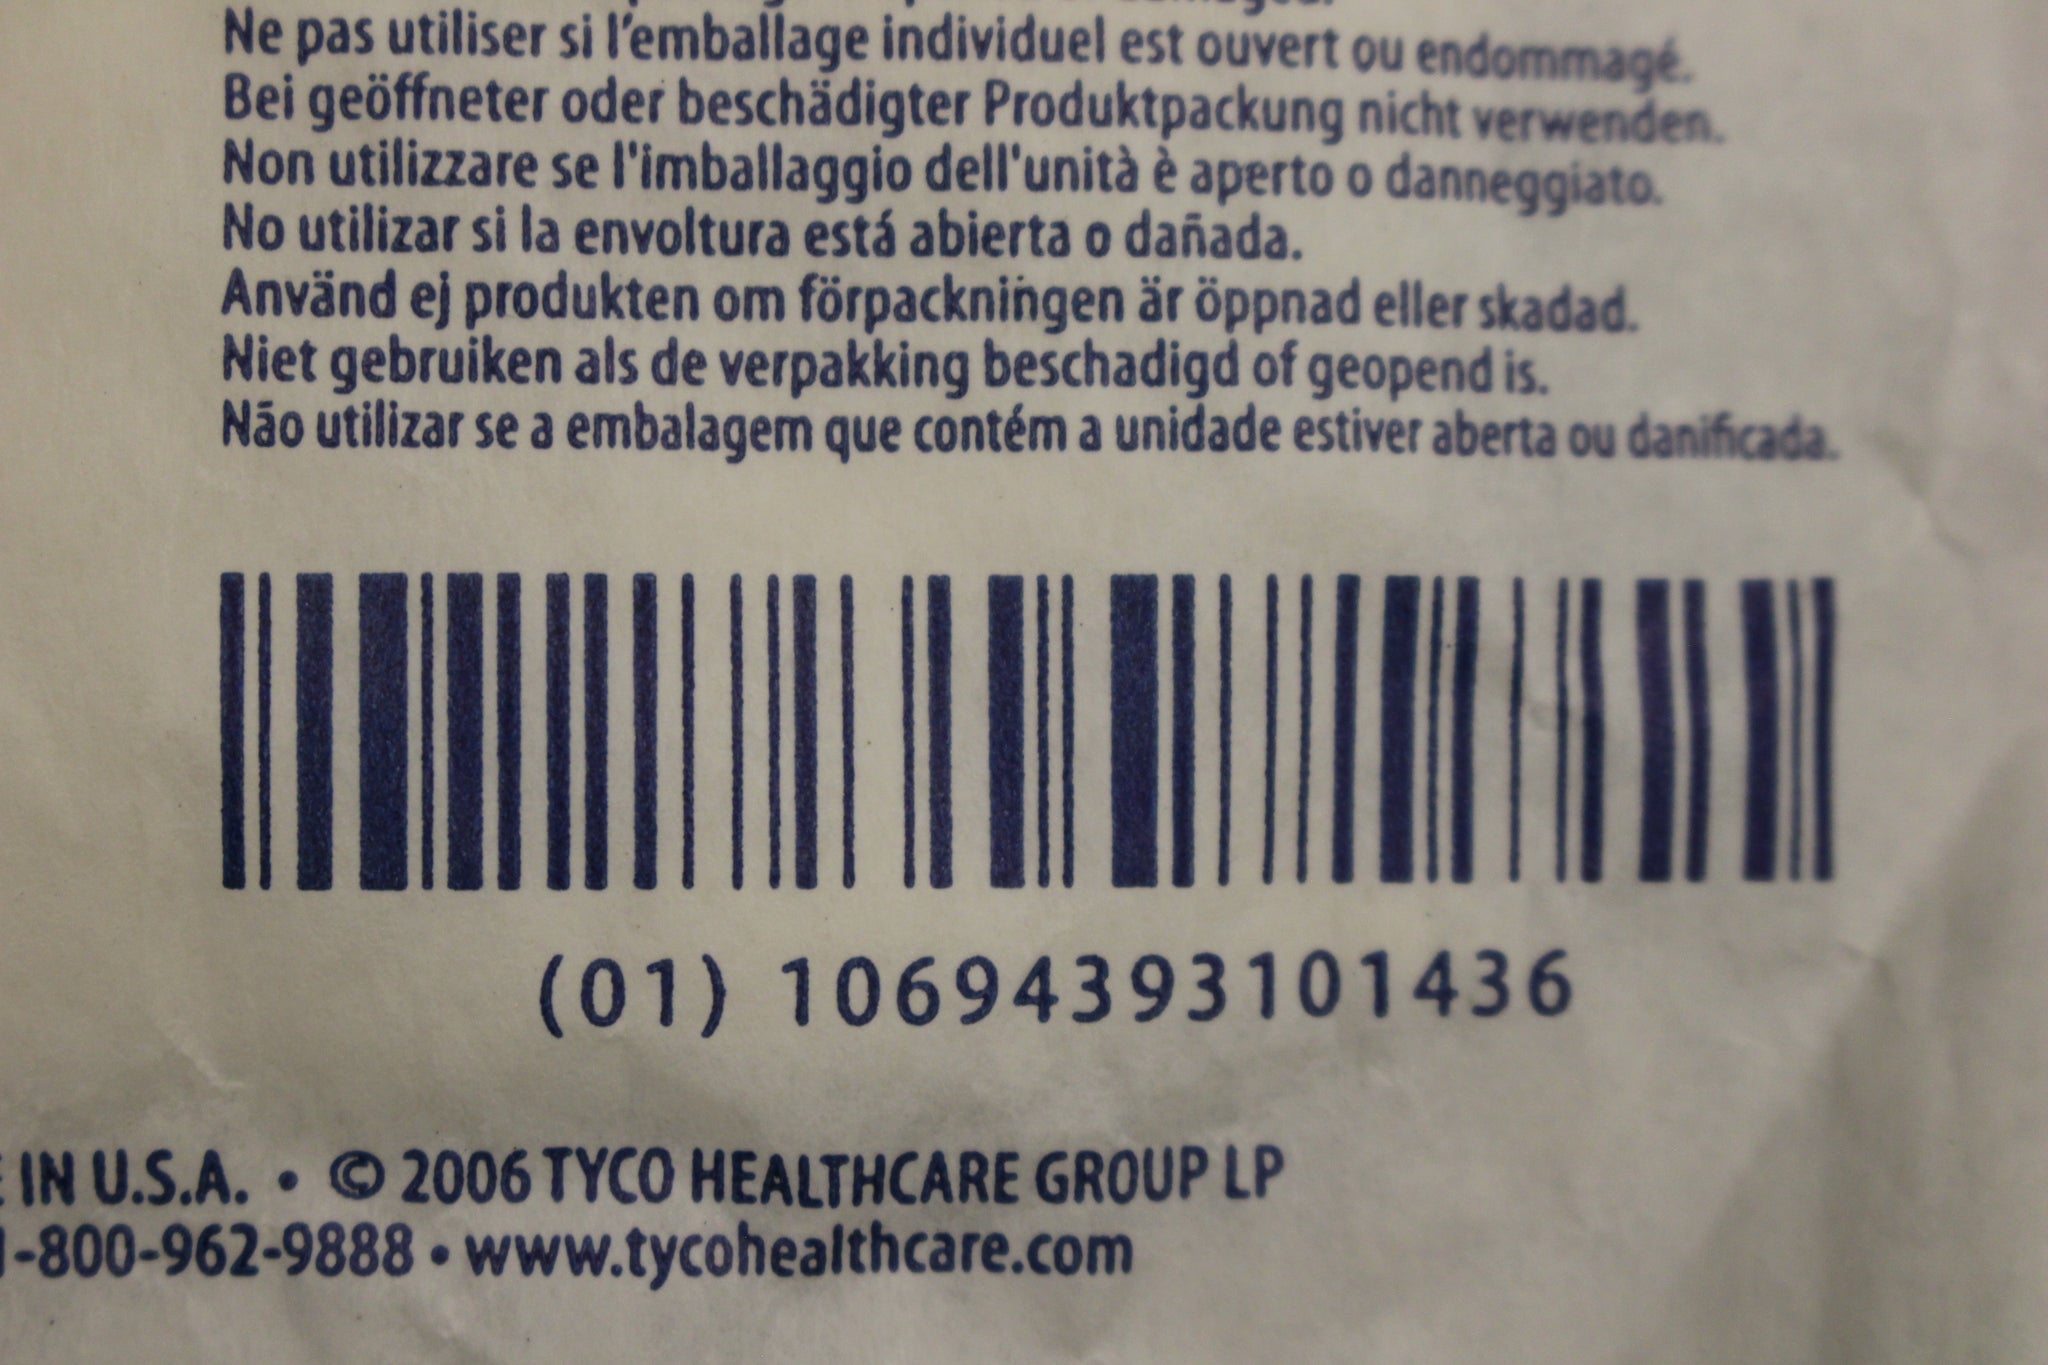 Ne pas utiliser si l'emballage individuel est ouvert ou endommagé.
Bei geöffneter oder beschädigter Produktpackung nicht verwenden.
Non utilizzare se l'imballaggio dell'unità è aperto o danneggiato.
No utilizar si la envoltura está abierta o dañada.
Använd ej produkten om förpackningen är öppnad eller skadad.
Niet gebruiken als de verpakking beschadigd of geopend is.
Não utilizar se a embalagem que contém a unidade estiver aberta ou danificada.
(01) 10694393101436
IN U.S.A. • © 2006 TYCO HEALTHCARE GROUP LP
1-800-962-9888 • www.tycohealthcare.com